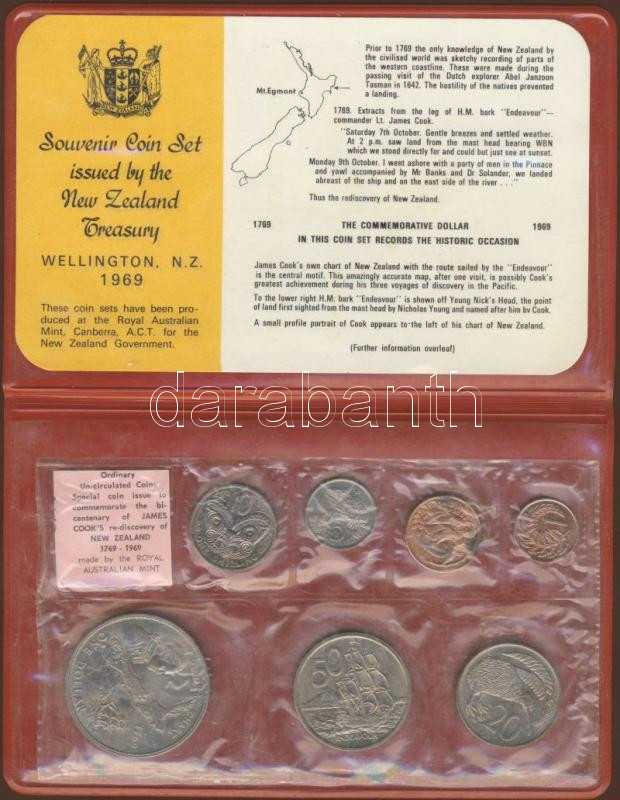 Souvenir Coin Set
issued by the
New Zealand
Treasury
WELLINGTON, N.Z.
1969
These coin sets have been pro-
duced at the Royal Australian
Mint, Canberra, A.C.T. for the
New Zealand Government.
Mt.Egmont
Prior to 1769 the only knowledge of New Zealand by
the civilised world was sketchy recording of parts of
the western coastline. These were made during the
passing visit of the Dutch explorer Abel Janzoon
Tasman in 1642. The hostility of the natives prevented
a landing.
1769. Extracts from the leg of H.M. bark "Endeavour"—
commander Lt. James Cook.
"Saturday 7th October. Gentle breezes and settled weather.
At 2 p.m. saw land from the mast head bearing WBN
which we stood directly for and could but just see at sunset.
Monday 9th October. I went ashore with a party of men in the Pinnace
and yawl accompanied by Mr Banks and Dr Solander, we landed
abreast of the ship and on the east side of the river . . ."
Thus the rediscovery of New Zealand.
1769 THE COMMEMORATIVE DOLLAR 1969
IN THIS COIN SET RECORDS THE HISTORIC OCCASION
James Cook's own chart of New Zealand with the route sailed by the "Endeavour"
is the central motif. This amazingly accurate map, after one visit, is possibly Cook's
greatest achievement during his three voyages of discovery in the Pacific.
To the lower right H.M. bark "Endeavour" is shown off Young Nick's Head, the point
of land first sighted from the mast head by Nicholas Young and named after him by Cook.
A small profile portrait of Cook appears to the left of his chart of New Zealand.
(Further information overleaf)
darabanth
Ordinary
Un-circulated Coins
Special coin issue to
commemorate the bi-
centenary of JAMES
COOK'S re-discovery of
NEW ZEALAND
1769 - 1969
made by the ROYAL
AUSTRALIAN MINT
10
ONE SHILLING
5
2
1
ONE DOLLAR
1969
50
20